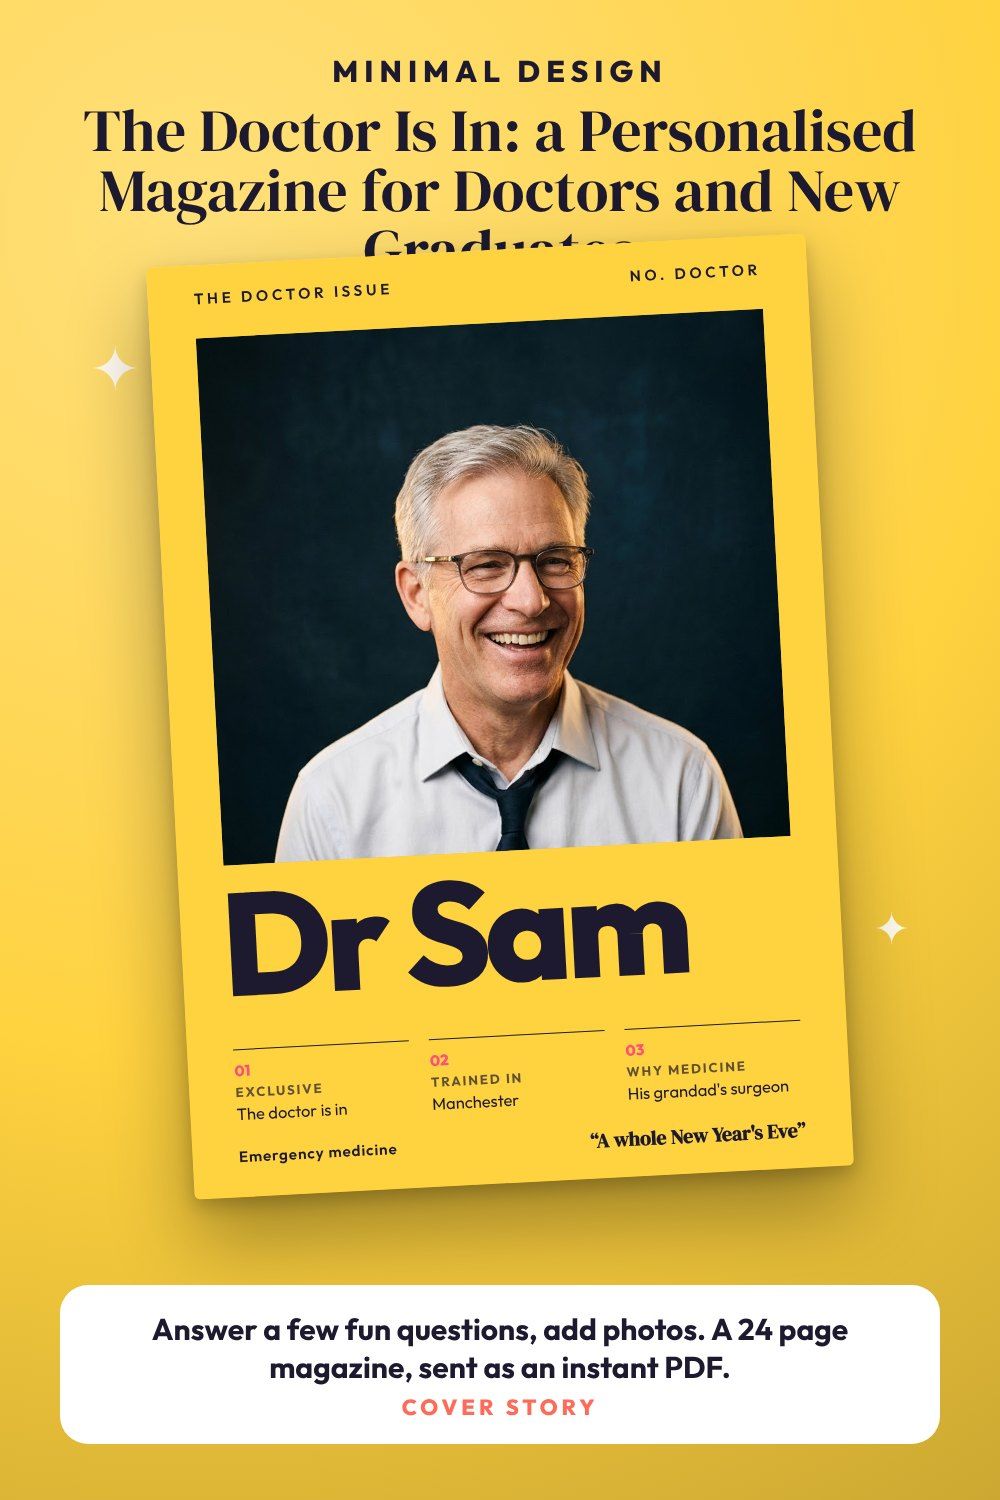 MINIMAL DESIGN
The Doctor Is In: a Personalised
Magazine for Doctors and New
Graduates
THE DOCTOR ISSUE
NO. DOCTOR
Dr Sam
01
EXCLUSIVE
The doctor is in
02
TRAINED IN
Manchester
03
WHY MEDICINE
His grandad's surgeon
Emergency medicine
“A whole New Year's Eve”
Answer a few fun questions, add photos. A 24 page
magazine, sent as an instant PDF.
COVER STORY